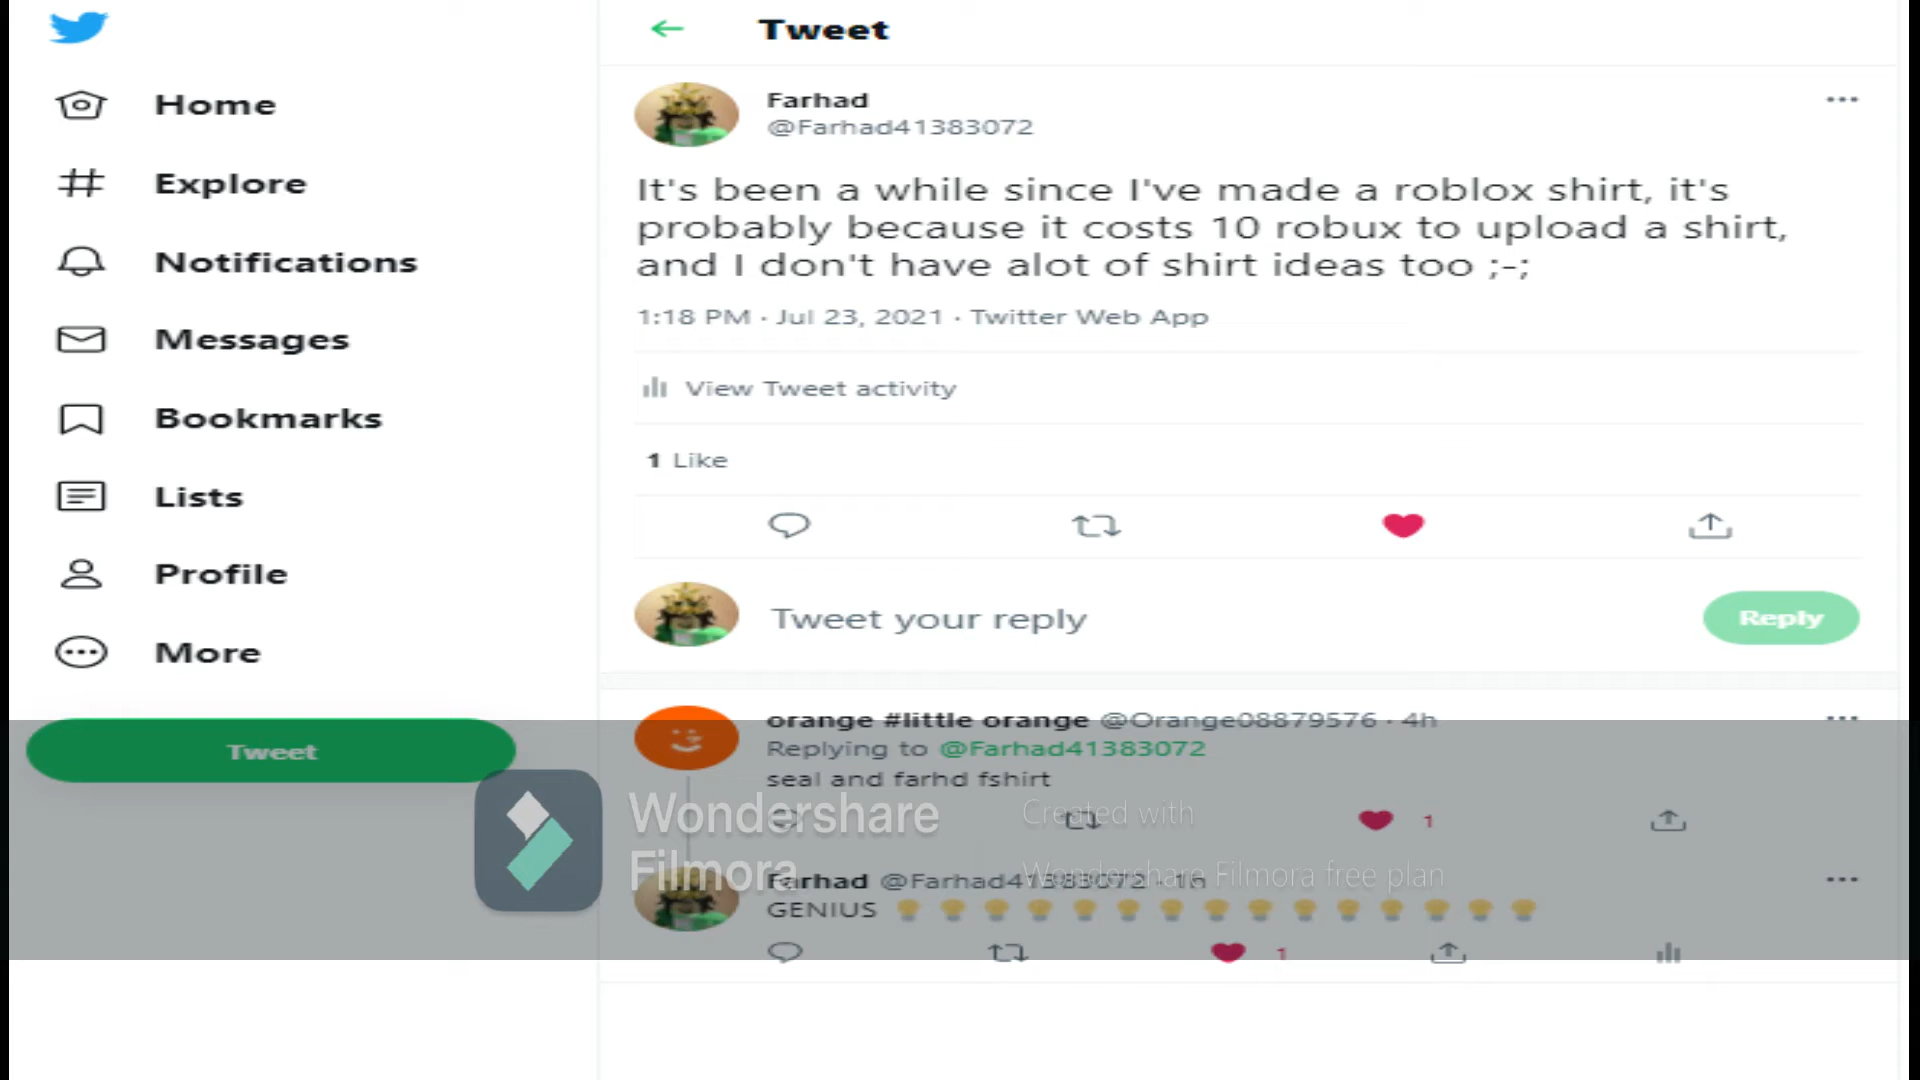 Tweet
Home
Explore
Notifications
Messages
Bookmarks
Lists
Profile
More
Tweet
Farhad
@Farhad41383072
It's been a while since I've made a roblox shirt, it's
probably because it costs 10 robux to upload a shirt,
and I don't have alot of shirt ideas too ;-;
1:18 PM · Jul 23, 2021 · Twitter Web App
View Tweet activity
1 Like
Tweet your reply
Reply
orange #little orange @Orange08879576 · 4h
Replying to @Farhad41383072
seal and farhd fshirt
1
Farhad @Farhad41383072 · 1h
GENIUS 💡💡💡💡💡💡💡💡💡💡💡💡💡💡💡
1
Wondershare
Filmora
Created with
Wondershare Filmora free plan